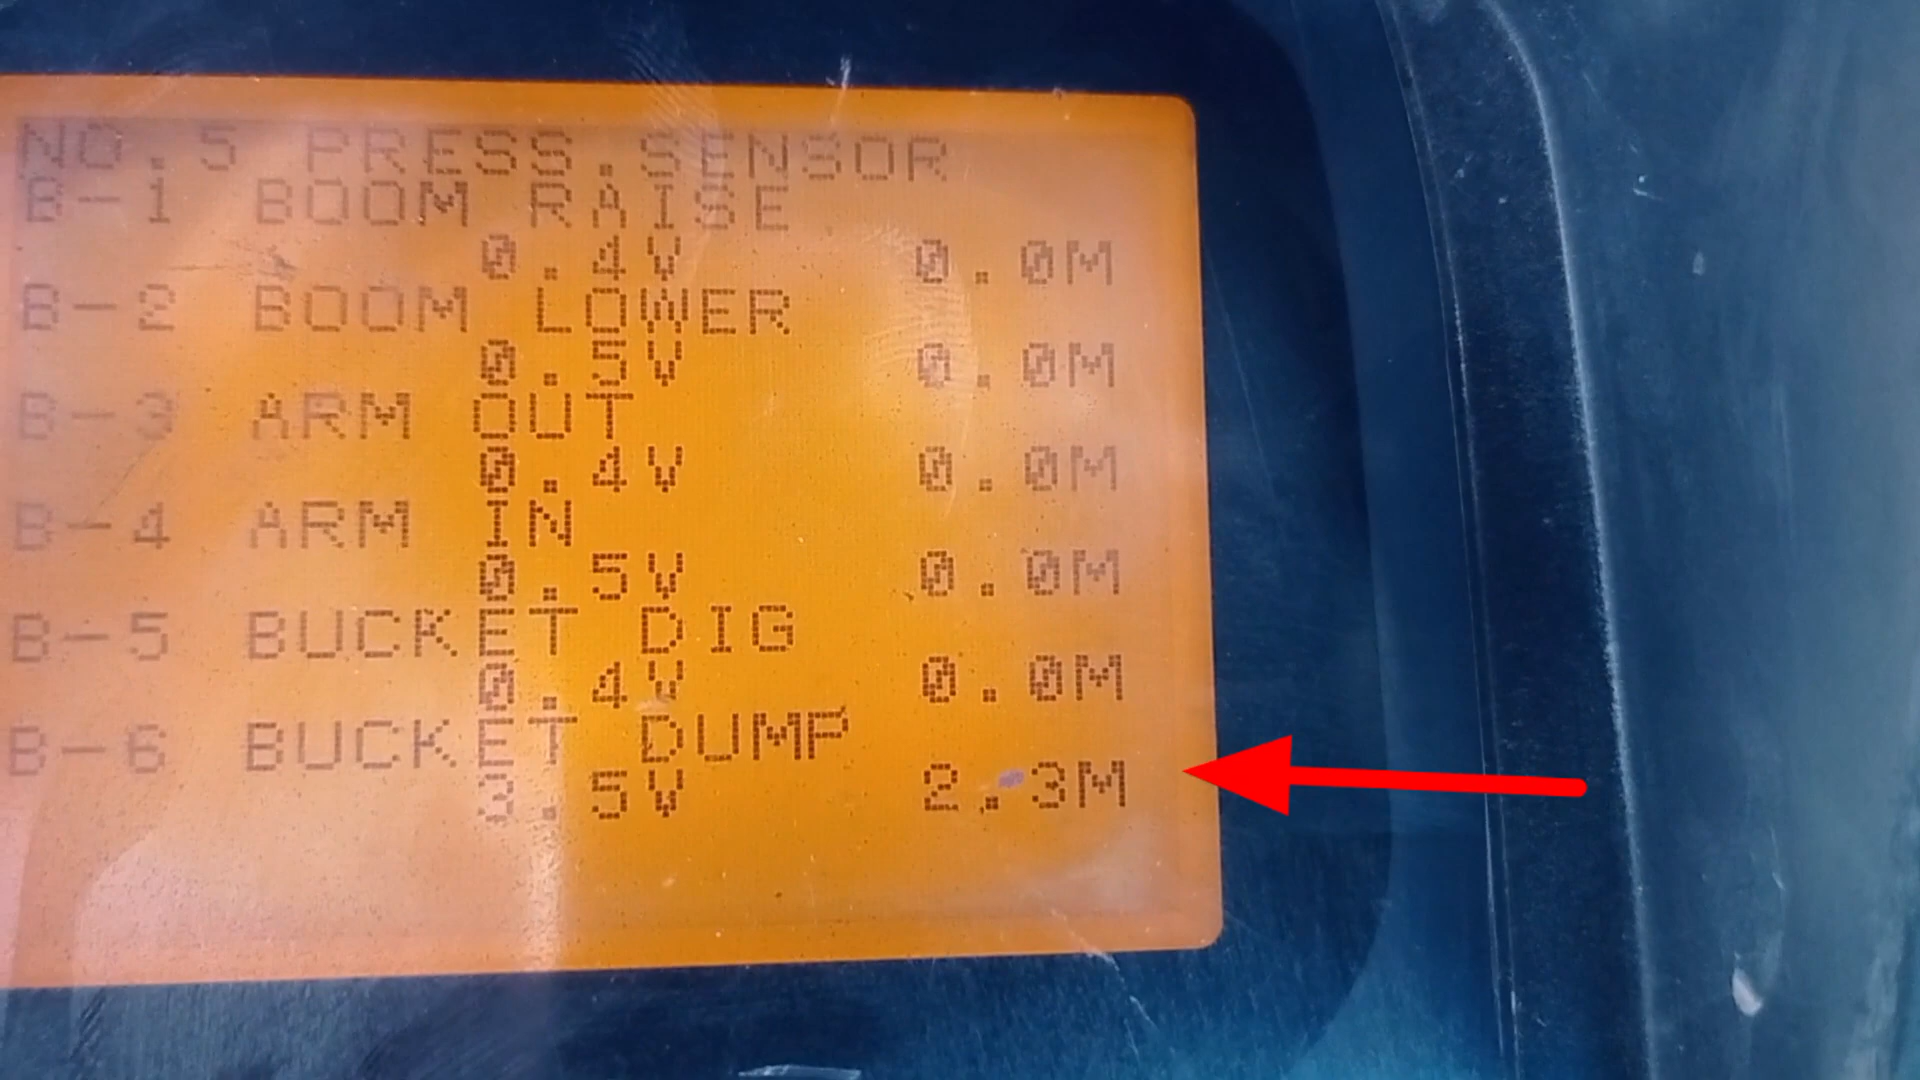 NO.5 PRESS.SENSOR
B-1 BOOM RAISE
0.4V 0.0M
B-2 BOOM LOWER
0.5V 0.0M
B-3 ARM OUT
0.4V 0.0M
B-4 ARM IN
0.5V 0.0M
B-5 BUCKET DIG
0.4V 0.0M
B-6 BUCKET DUMP
2.5V 2.3M